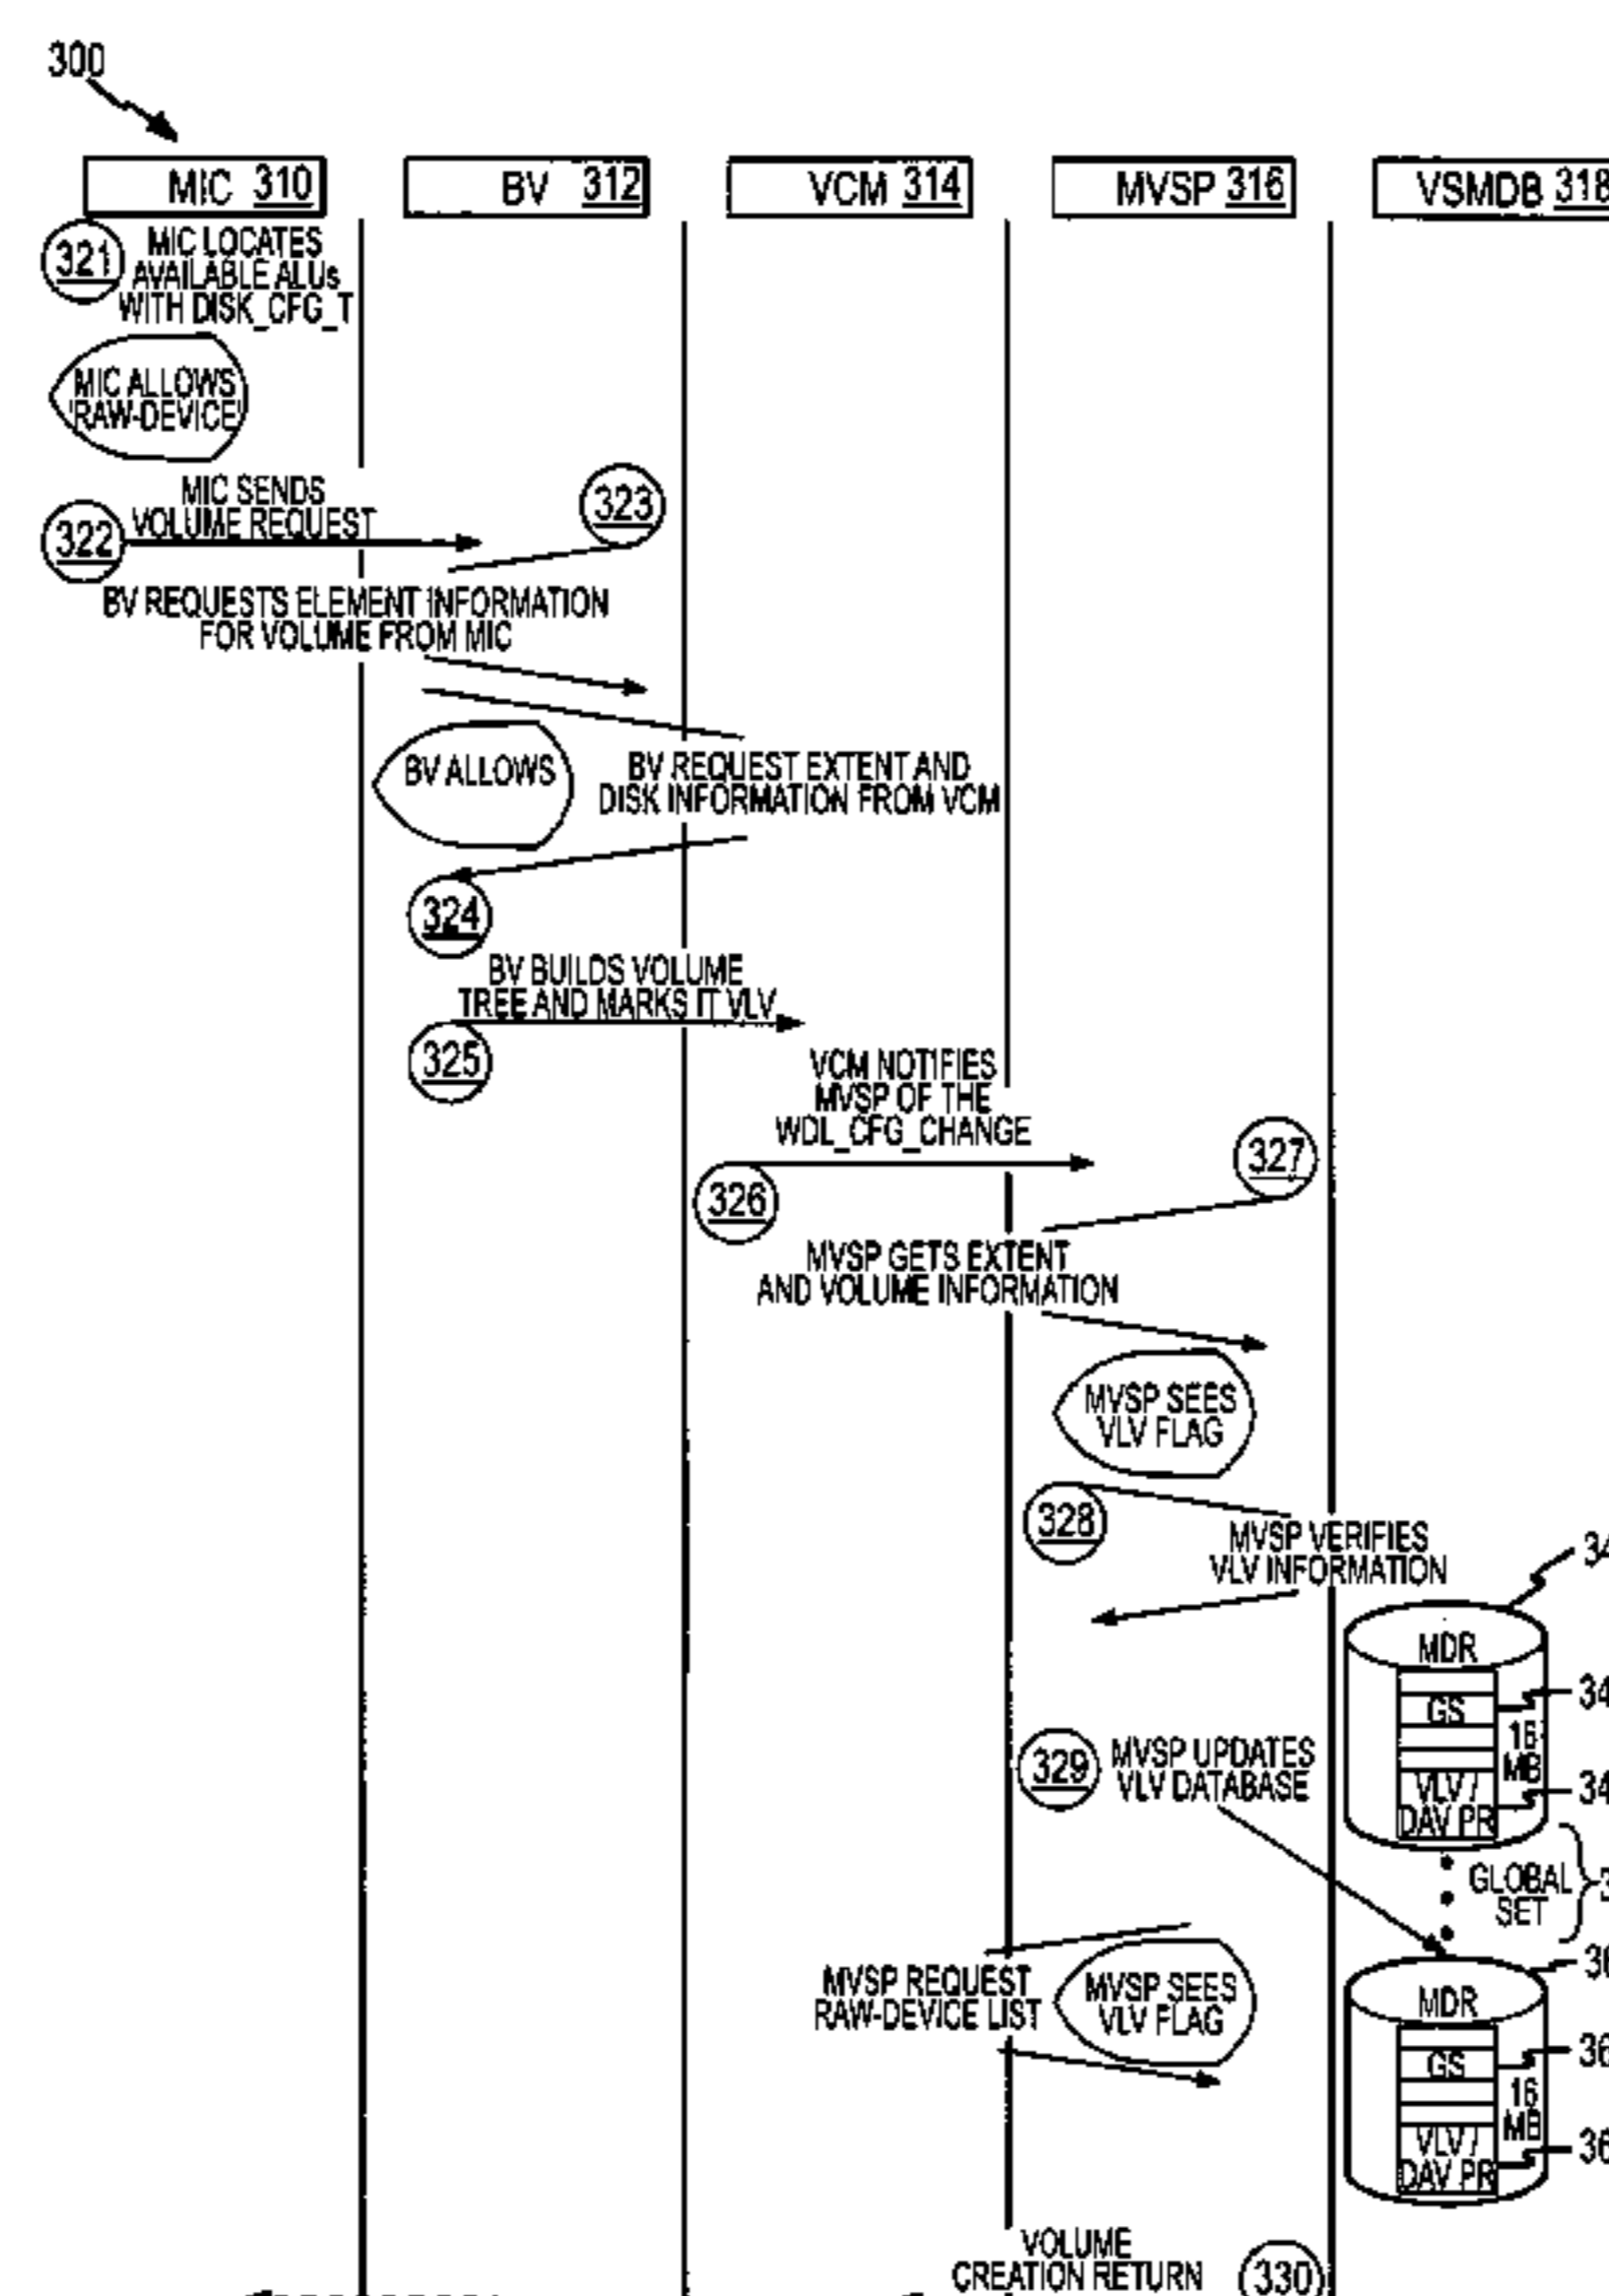 300
MIC 310
BV 312
VCM 314
MVSP 316
VSMDB 318
321
MIC LOCATES
AVAILABLE ALUs
WITH DISK_CFG_T
MIC ALLOWS
'RAW-DEVICE'
MIC SENDS
VOLUME REQUEST
322
323
BV REQUESTS ELEMENT INFORMATION
FOR VOLUME FROM MIC
BV ALLOWS
BV REQUEST EXTENT AND
DISK INFORMATION FROM VCM
324
BV BUILDS VOLUME
TREE AND MARKS IT VLV
325
VCM NOTIFIES
MVSP OF THE
WDL_CFG_CHANGE
326
327
MVSP GETS EXTENT
AND VOLUME INFORMATION
MVSP SEES
VLV FLAG
328
MVSP VERIFIES
VLV INFORMATION
MDR
GS
16
MB
VLV /
DAV PR
329
MVSP UPDATES
VLV DATABASE
GLOBAL
SET
MVSP REQUEST
RAW-DEVICE LIST
MVSP SEES
VLV FLAG
MDR
GS
16
MB
VLV /
DAV PR
VOLUME
CREATION RETURN
330